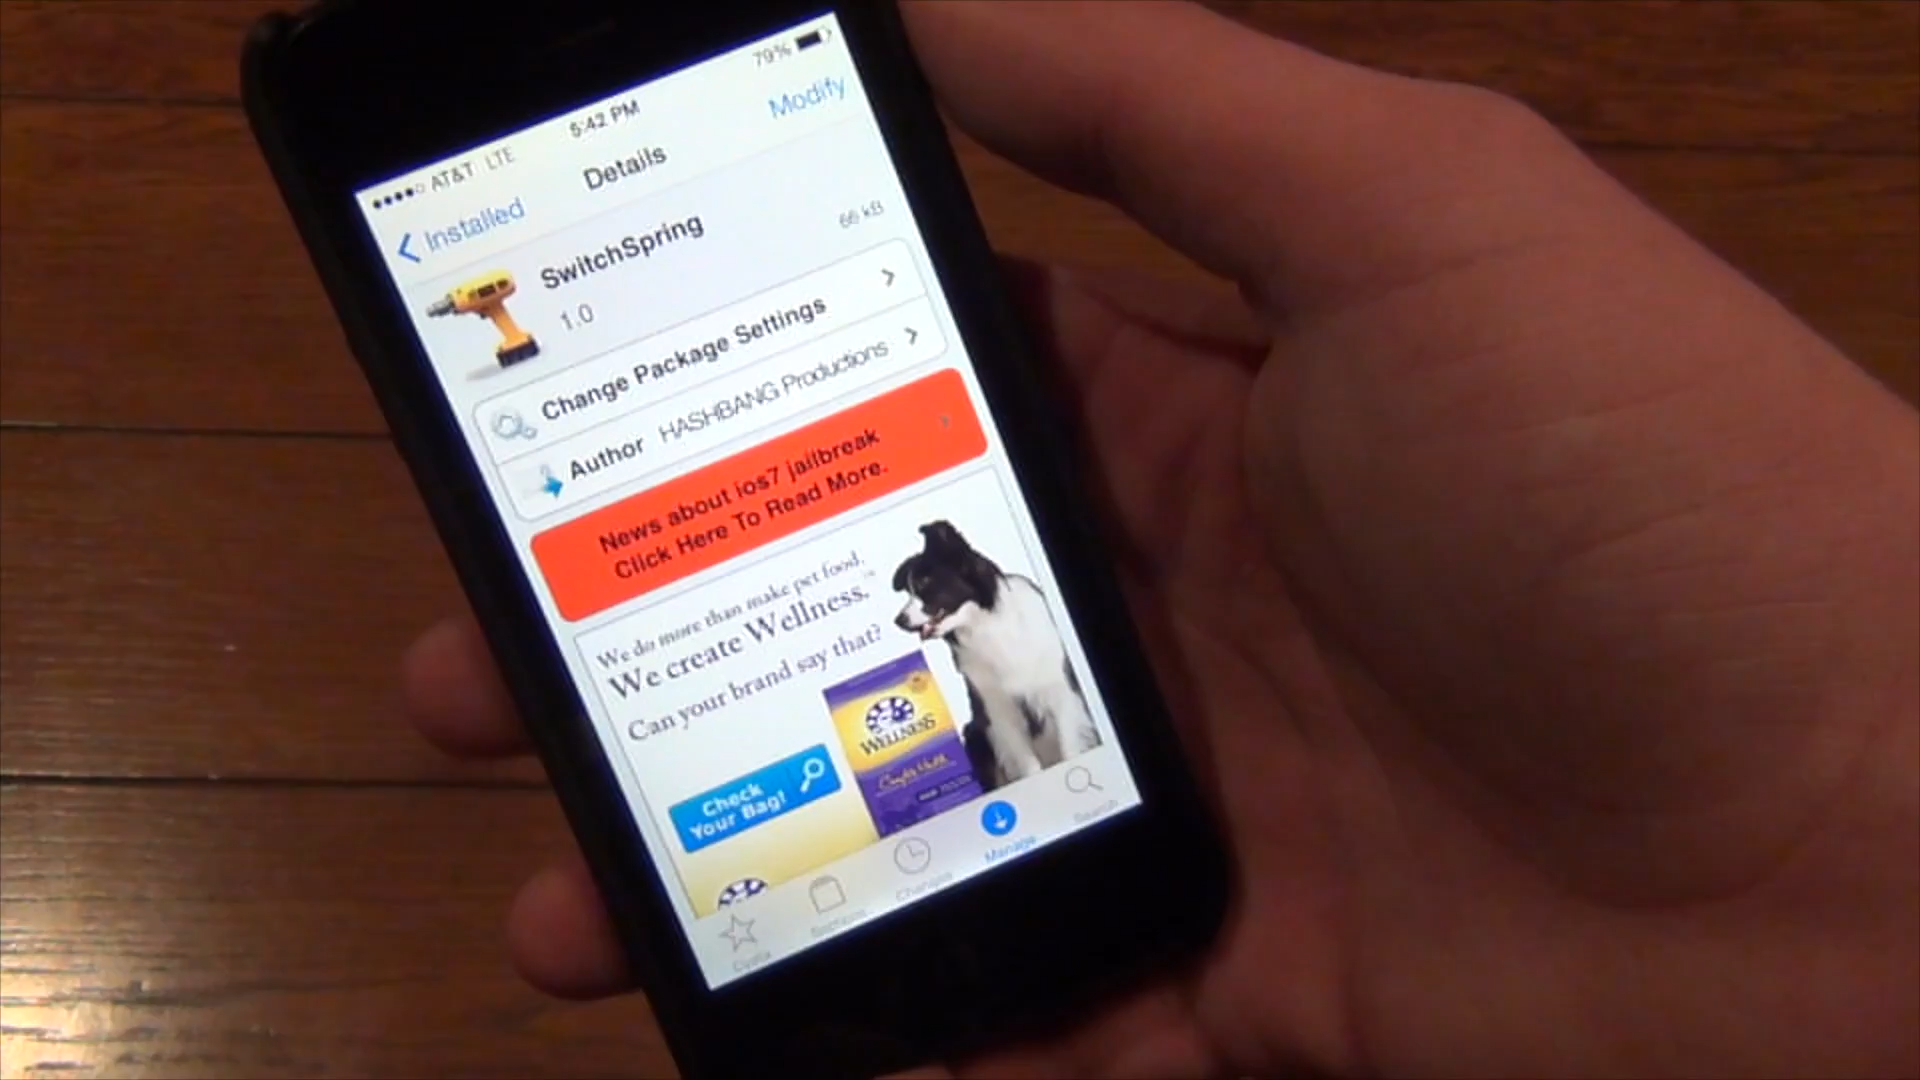 ●●●●○ AT&T LTE 5:42 PM 79%
Installed Details Modify
SwitchSpring
66 kB
1.0
Change Package Settings
Author HASHBANG Productions
News about ios7 jailbreak
Click Here To Read More.
We do more than make pet food.
We create Wellness.™
Can your brand say that?
WELLNESS
Check
Your Bag!
Cydia Sections Changes Manage Search